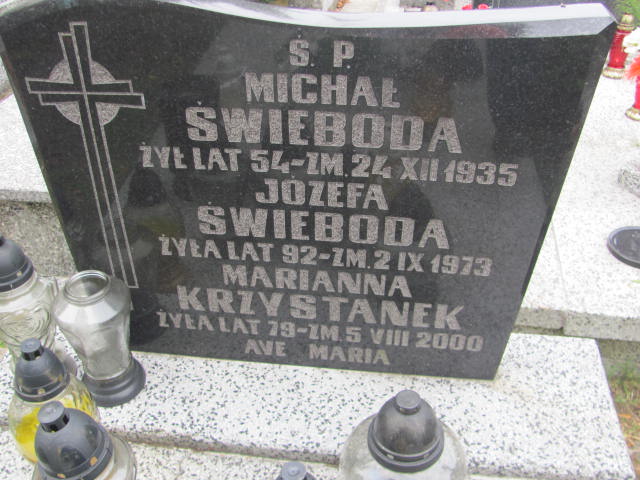 Ś. P.
MICHAŁ
ŚWIEBODA
ŻYŁ LAT 54-ZM. 24 XII 1935
JÓZEFA
ŚWIEBODA
ŻYŁA LAT 92-ZM. 2 IX 1973
MARIANNA
KRZYSTANEK
ŻYŁA LAT 79-ZM. 5 VIII 2000
AVE MARIA